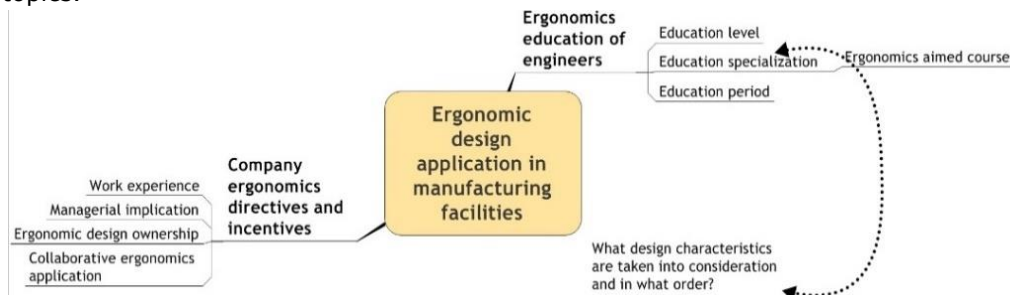 topics.
Ergonomics
education of
engineers
Education level
Education specialization
Ergonomics aimed course
Education period
Ergonomic
design
application in
manufacturing
facilities
Company
ergonomics
directives and
incentives
Work experience
Managerial implication
Ergonomic design ownership
Collaborative ergonomics
application
What design characteristics
are taken into consideration
and in what order?